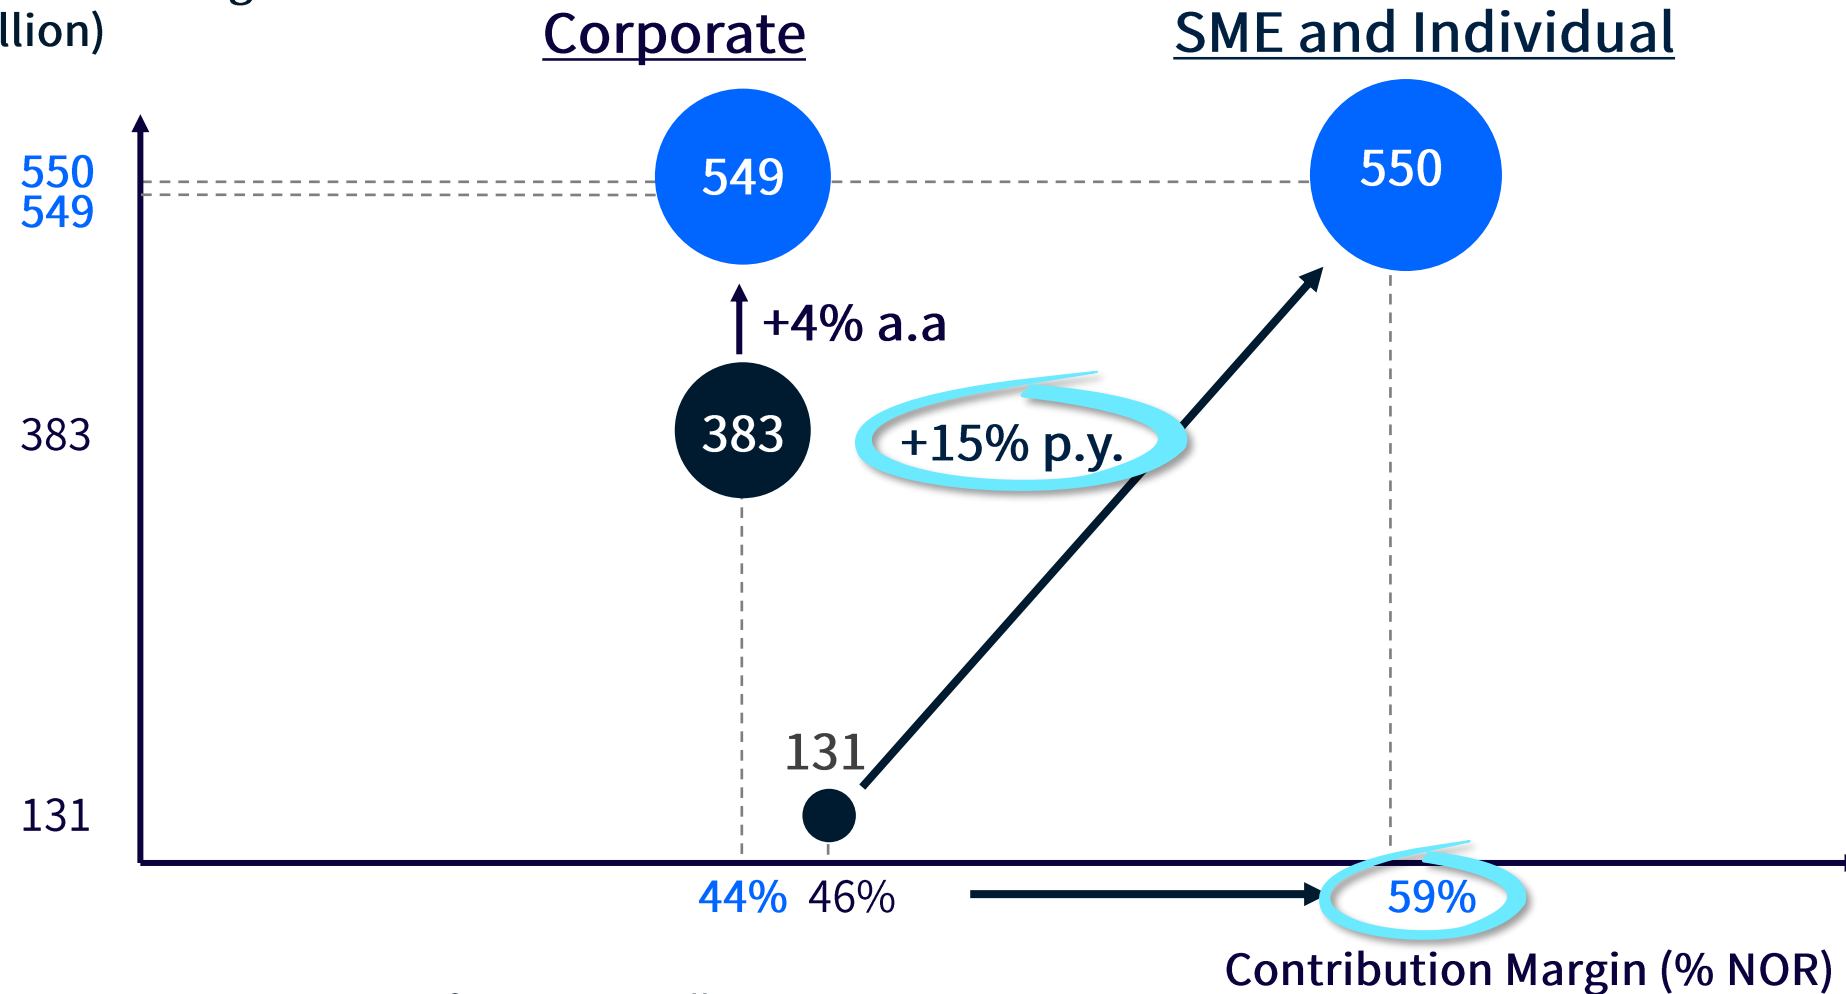 llion)
Corporate
SME and Individual
550
549
549
550
+4% a.a
383
383
+15% p.y.
131
131
44% 46%
59%
Contribution Margin (% NOR)